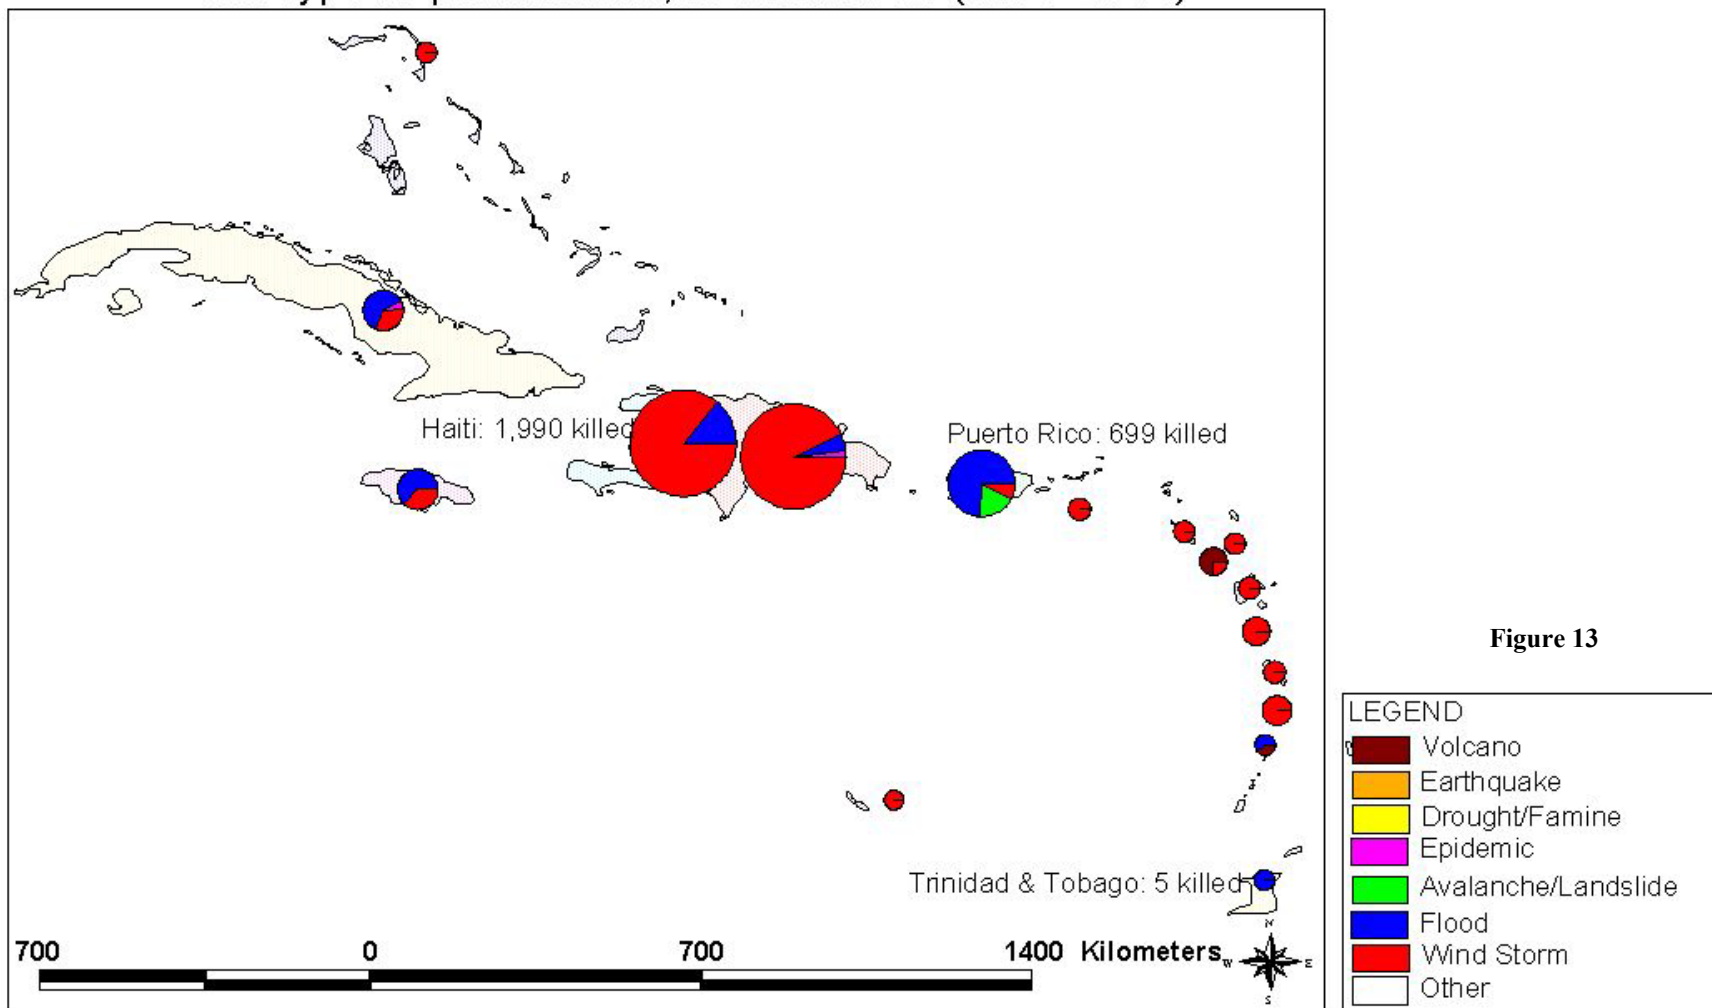 Haiti: 1,990 killed
Puerto Rico: 699 killed
Figure 13
LEGEND
Volcano
Earthquake
Drought/Famine
Epidemic
Avalanche/Landslide
Flood
Wind Storm
Other
Trinidad & Tobago: 5 killed
700 0 700 1400 Kilometers
N
W E
S